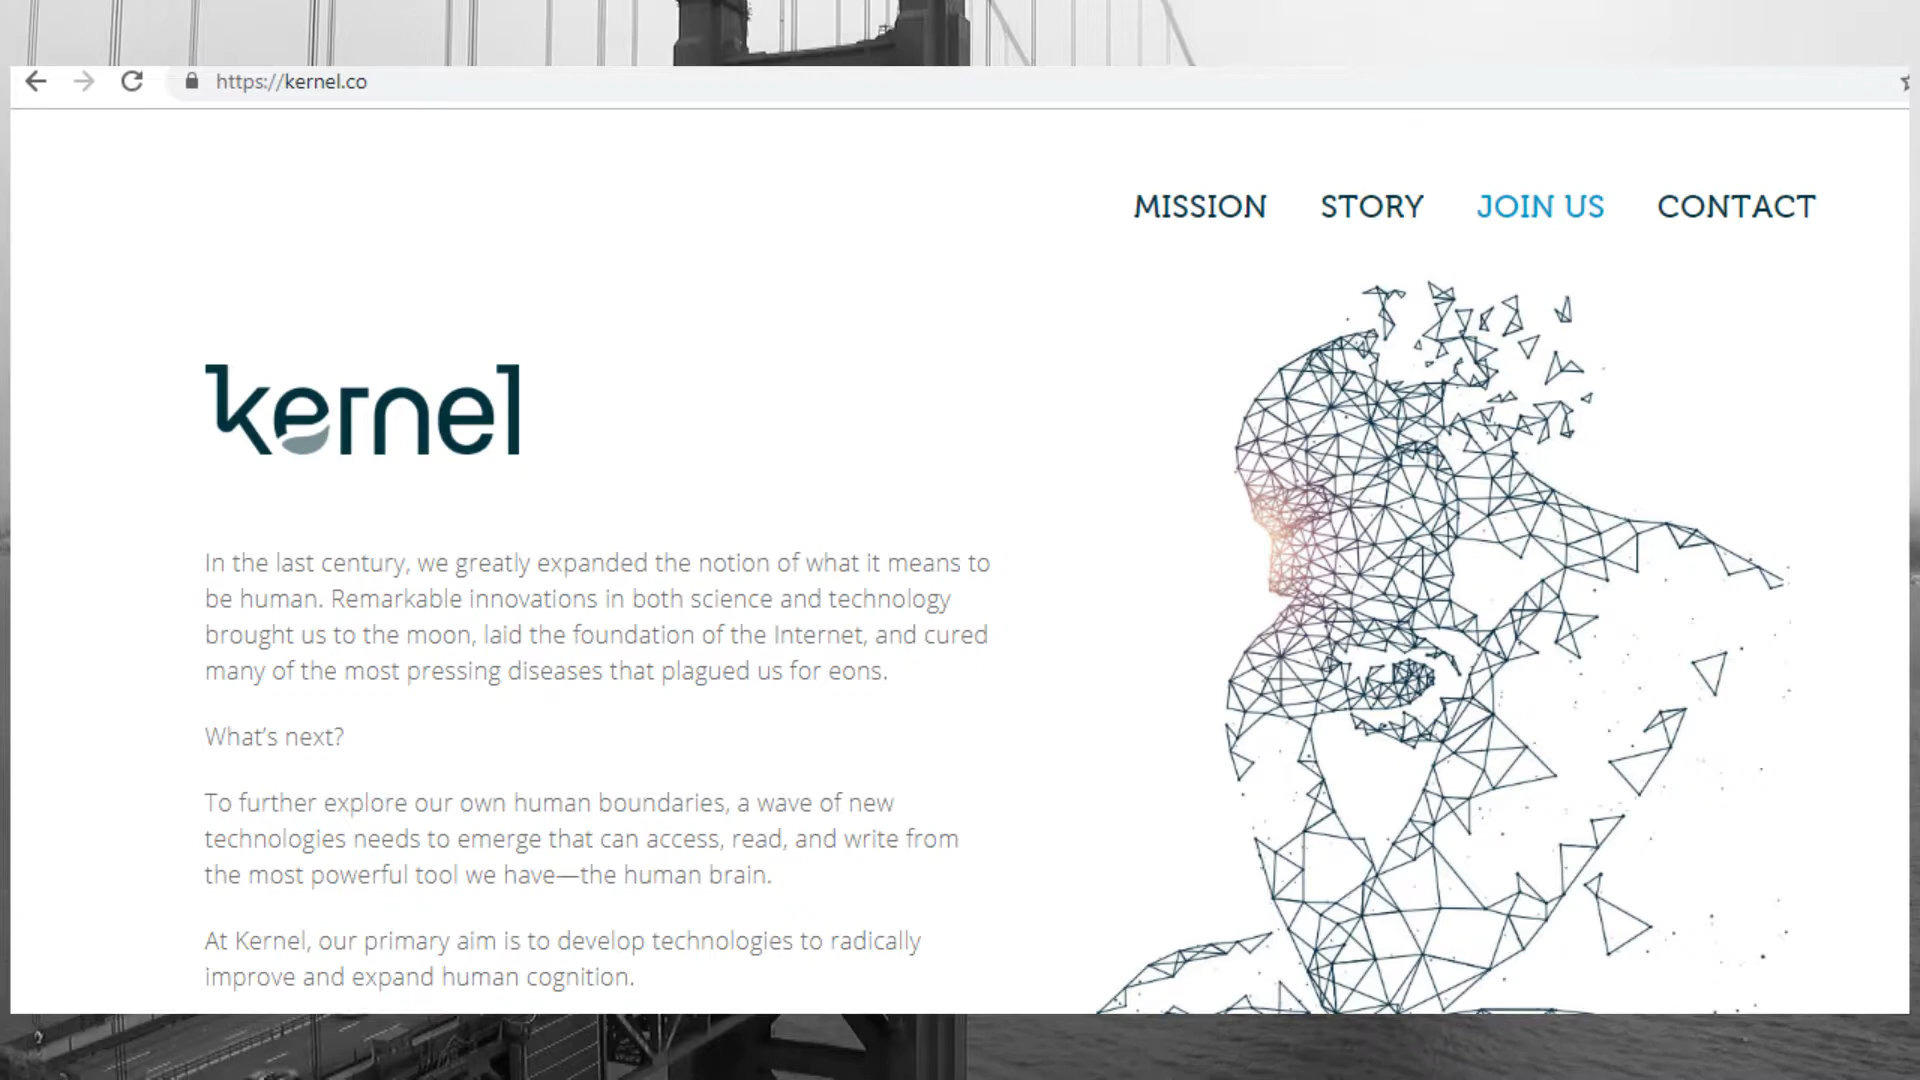 https://kernel.co
MISSION STORY JOIN US CONTACT
kernel
In the last century, we greatly expanded the notion of what it means to
be human. Remarkable innovations in both science and technology
brought us to the moon, laid the foundation of the Internet, and cured
many of the most pressing diseases that plagued us for eons.
What’s next?
To further explore our own human boundaries, a wave of new
technologies needs to emerge that can access, read, and write from
the most powerful tool we have—the human brain.
At Kernel, our primary aim is to develop technologies to radically
improve and expand human cognition.